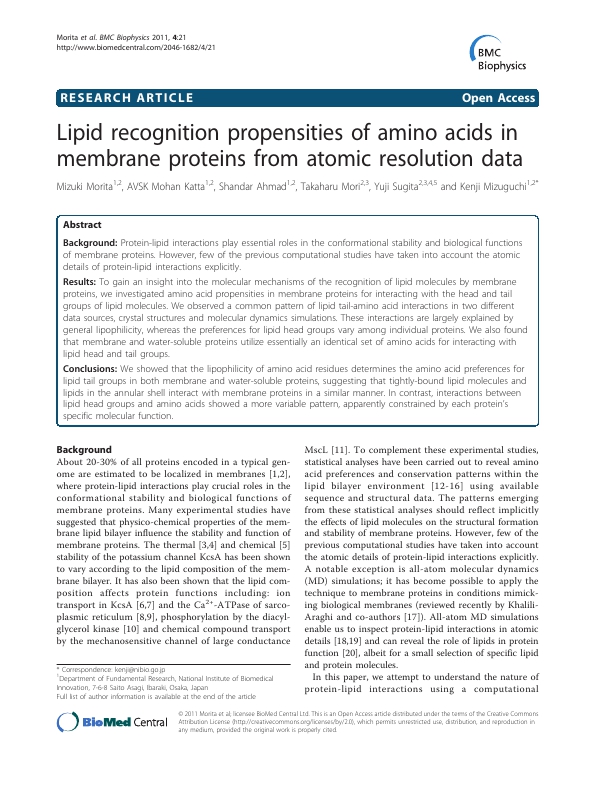 Morita et al. BMC Biophysics 2011, 4:21
http://www.biomedcentral.com/2046-1682/4/21
BMC
Biophysics
RESEARCH ARTICLE Open Access
Lipid recognition propensities of amino acids in
membrane proteins from atomic resolution data
Mizuki Morita1,2, AVSK Mohan Katta1,2, Shandar Ahmad1,2, Takaharu Mori2,3, Yuji Sugita2,3,4,5 and Kenji Mizuguchi1,2*
Abstract
Background: Protein-lipid interactions play essential roles in the conformational stability and biological functions
of membrane proteins. However, few of the previous computational studies have taken into account the atomic
details of protein-lipid interactions explicitly.
Results: To gain an insight into the molecular mechanisms of the recognition of lipid molecules by membrane
proteins, we investigated amino acid propensities in membrane proteins for interacting with the head and tail
groups of lipid molecules. We observed a common pattern of lipid tail-amino acid interactions in two different
data sources, crystal structures and molecular dynamics simulations. These interactions are largely explained by
general lipophilicity, whereas the preferences for lipid head groups vary among individual proteins. We also found
that membrane and water-soluble proteins utilize essentially an identical set of amino acids for interacting with
lipid head and tail groups.
Conclusions: We showed that the lipophilicity of amino acid residues determines the amino acid preferences for
lipid tail groups in both membrane and water-soluble proteins, suggesting that tightly-bound lipid molecules and
lipids in the annular shell interact with membrane proteins in a similar manner. In contrast, interactions between
lipid head groups and amino acids showed a more variable pattern, apparently constrained by each protein's
specific molecular function.
Background
About 20-30% of all proteins encoded in a typical gen-
ome are estimated to be localized in membranes [1,2],
where protein-lipid interactions play crucial roles in the
conformational stability and biological functions of
membrane proteins. Many experimental studies have
suggested that physico-chemical properties of the mem-
brane lipid bilayer influence the stability and function of
membrane proteins. The thermal [3,4] and chemical [5]
stability of the potassium channel KcsA has been shown
to vary according to the lipid composition of the mem-
brane bilayer. It has also been shown that the lipid com-
position affects protein functions including: ion
transport in KcsA [6,7] and the Ca2+-ATPase of sarco-
plasmic reticulum [8,9], phosphorylation by the diacyl-
glycerol kinase [10] and chemical compound transport
by the mechanosensitive channel of large conductance
* Correspondence: kenji@nibio.go.jp
1Department of Fundamental Research, National Institute of Biomedical
Innovation, 7-6-8 Saito Asagi, Ibaraki, Osaka, Japan
Full list of author information is available at the end of the article
MscL [11]. To complement these experimental studies,
statistical analyses have been carried out to reveal amino
acid preferences and conservation patterns within the
lipid bilayer environment [12-16] using available
sequence and structural data. The patterns emerging
from these statistical analyses should reflect implicitly
the effects of lipid molecules on the structural formation
and stability of membrane proteins. However, few of the
previous computational studies have taken into account
the atomic details of protein-lipid interactions explicitly.
A notable exception is all-atom molecular dynamics
(MD) simulations; it has become possible to apply the
technique to membrane proteins in conditions mimick-
ing biological membranes (reviewed recently by Khalili-
Araghi and co-authors [17]). All-atom MD simulations
enable us to inspect protein-lipid interactions in atomic
details [18,19] and can reveal the role of lipids in protein
function [20], albeit for a small selection of specific lipid
and protein molecules.
In this paper, we attempt to understand the nature of
protein-lipid interactions using a computational
BioMed Central
© 2011 Morita et al; licensee BioMed Central Ltd. This is an Open Access article distributed under the terms of the Creative Commons
Attribution License (http://creativecommons.org/licenses/by/2.0), which permits unrestricted use, distribution, and reproduction in
any medium, provided the original work is properly cited.